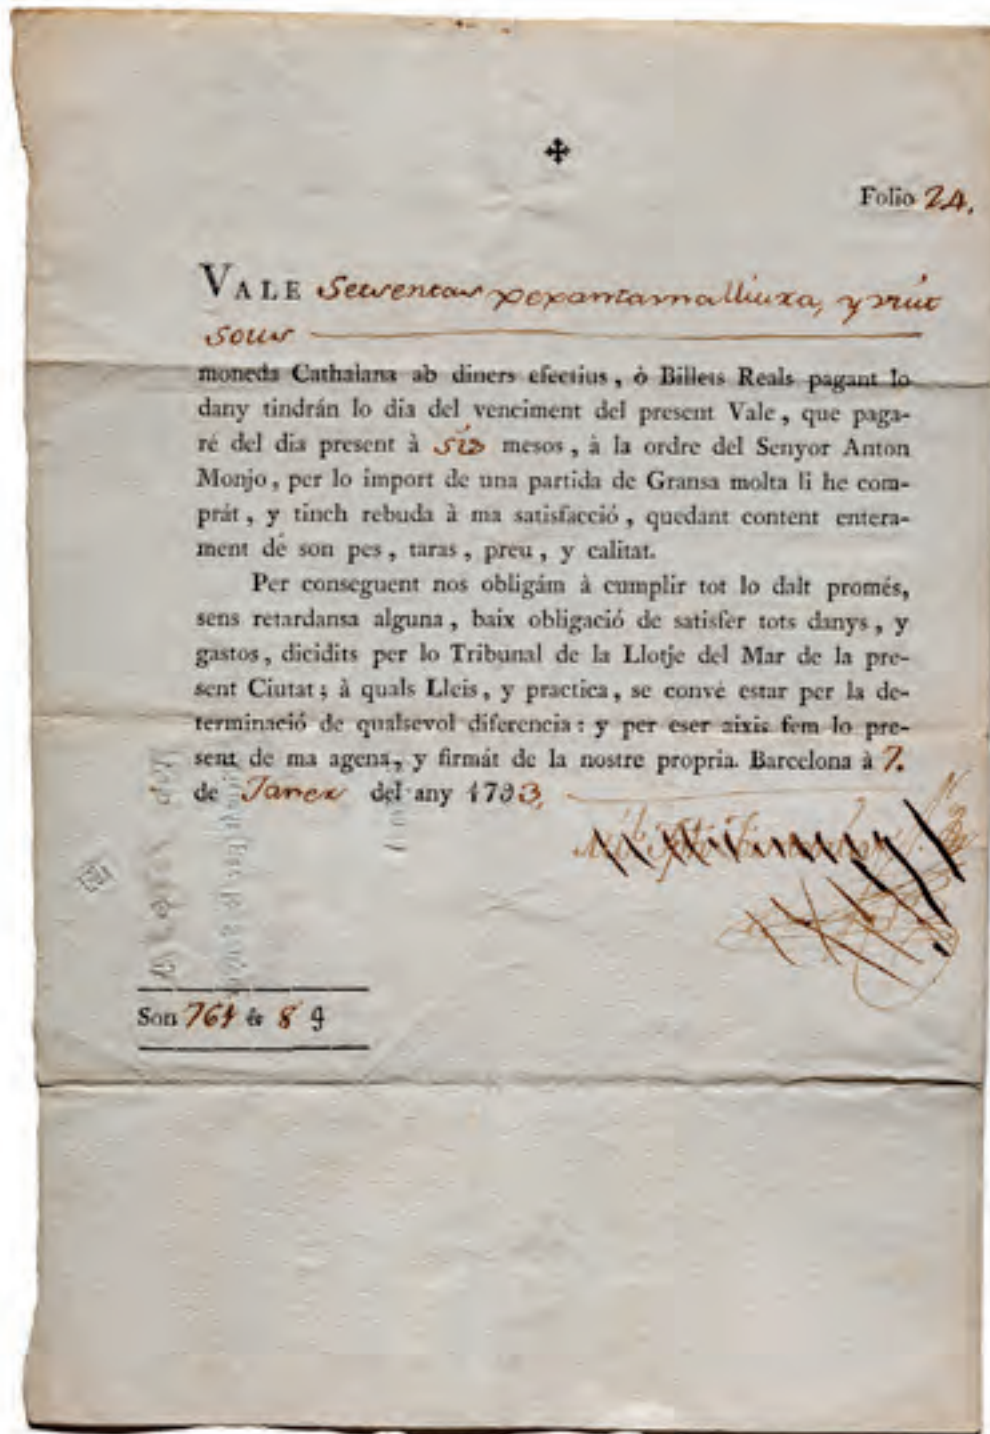 ✠
Folio 24.
VALE Setsentas xexantauna lliura, y vuit
sous
moneda Cathalana ab diners efectius, ò Billets Reals pagant lo
dany tindrán lo dia del venciment del present Vale, que paga-
ré del dia present à Sis mesos, à la ordre del Senyor Anton
Monjo, per lo import de una partida de Gransa molta li he com-
prát, y tinch rebuda à ma satisfacció, quedant content entera-
ment de son pes, taras, preu, y calitat.
Per conseguent nos obligám à cumplir tot lo dalt promés,
sens retardansa alguna, baix obligació de satisfer tots danys, y
gastos, dicidits per lo Tribunal de la Llotje del Mar de la pre-
sent Ciutat; à quals Lleis, y practica, se convé estar per la de-
terminació de qualsevol diferencia: y per eser aixis fem lo pre-
sent de ma agena, y firmát de la nostre propria. Barcelona à 7.
de Janer del any 1793.
Son 761 tt 8 ſ